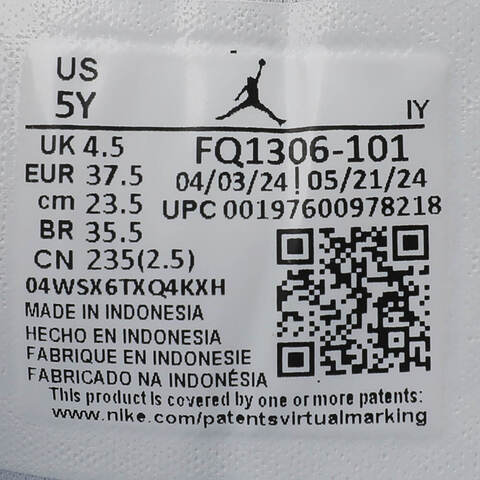 US
5Y
IY
UK 4.5
EUR 37.5
cm 23.5
BR 35.5
CN 235(2.5)
FQ1306-101
04/03/24 | 05/21/24
UPC 00197600978218
04WSX6TXQ4KXH
MADE IN INDONESIA
HECHO EN INDONESIA
FABRIQUE EN INDONESIE
FABRICADO NA INDONÉSIA
This product is covered by one or more patents:
www.nike.com/patentsvirtualmarking